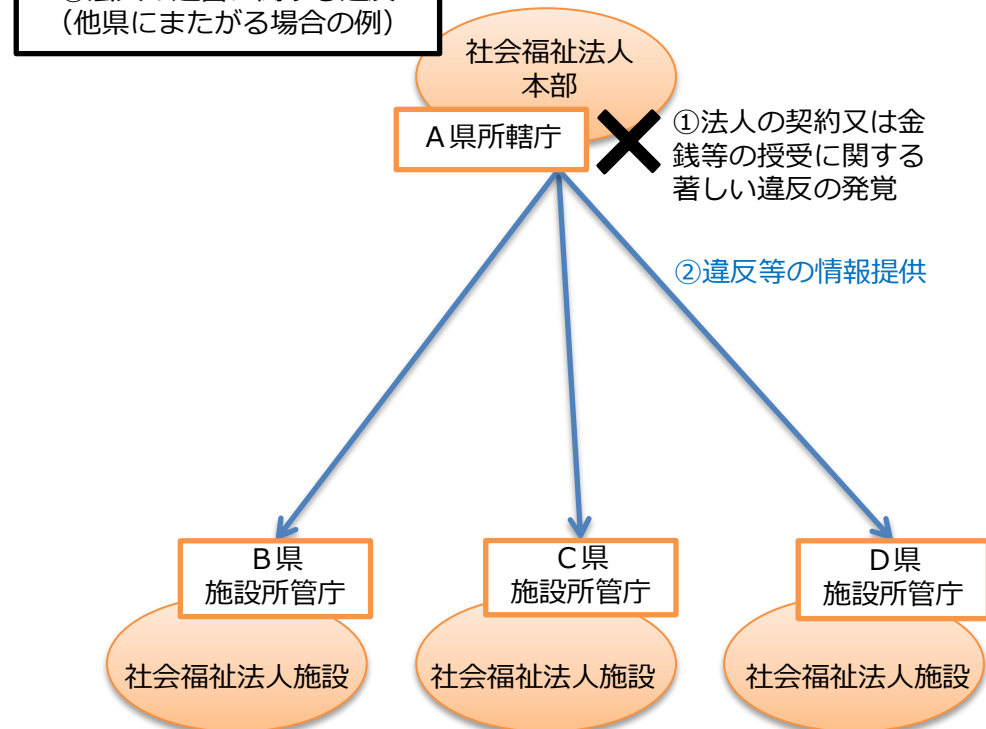 （他県にまたがる場合の例）
社会福祉法人
本部
Ａ県所轄庁
①法人の契約又は金
銭等の授受に関する
著しい違反の発覚
②違反等の情報提供
Ｂ県
施設所管庁
社会福祉法人施設
Ｃ県
施設所管庁
社会福祉法人施設
Ｄ県
施設所管庁
社会福祉法人施設